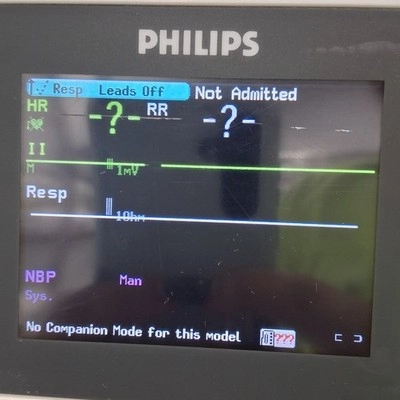 PHILIPS
Resp Leads Off Not Admitted
HR -?- RR -?-
II
M 1mV
Resp
1Ohm
NBP Man
Sys.
No Companion Mode for this model ???